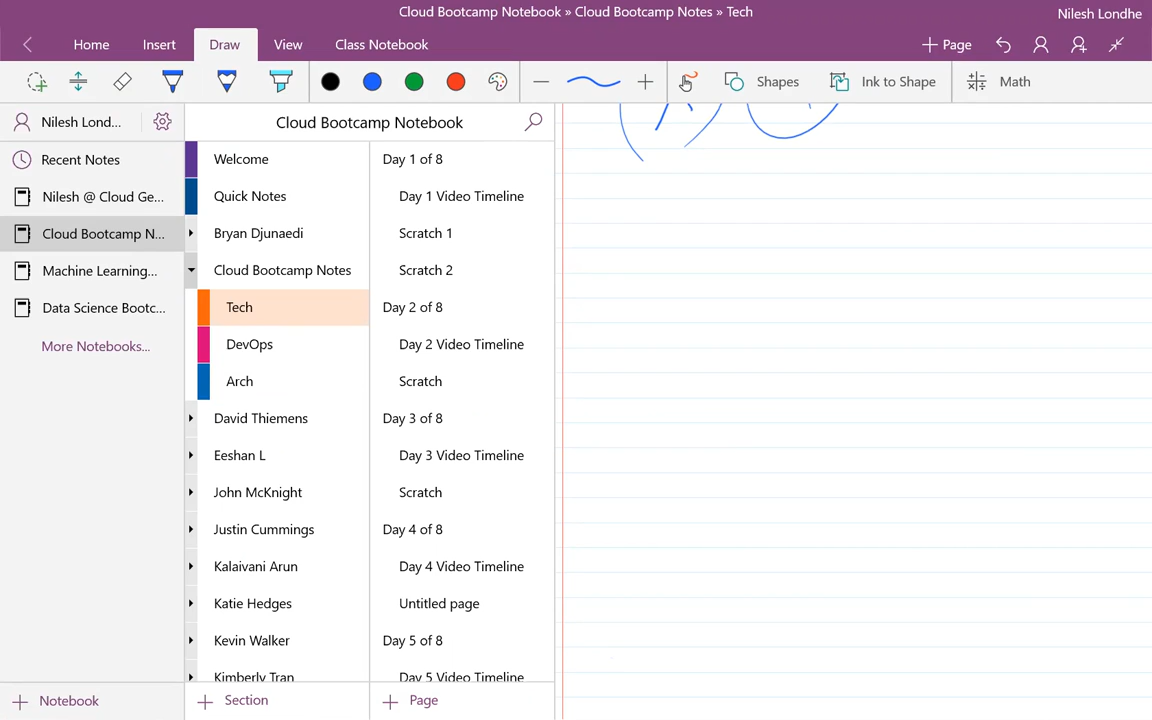 Cloud Bootcamp Notebook » Cloud Bootcamp Notes » Tech
Nilesh Londhe
Home Insert Draw View Class Notebook
Page
Shapes Ink to Shape Math
Nilesh Lond...
Recent Notes
Nilesh @ Cloud Ge...
Cloud Bootcamp N...
Machine Learning...
Data Science Bootc...
More Notebooks...
Notebook
Cloud Bootcamp Notebook
Welcome
Quick Notes
Bryan Djunaedi
Cloud Bootcamp Notes
Tech
DevOps
Arch
David Thiemens
Eeshan L
John McKnight
Justin Cummings
Kalaivani Arun
Katie Hedges
Kevin Walker
Kimberly Tran
Section
Day 1 of 8
Day 1 Video Timeline
Scratch 1
Scratch 2
Day 2 of 8
Day 2 Video Timeline
Scratch
Day 3 of 8
Day 3 Video Timeline
Scratch
Day 4 of 8
Day 4 Video Timeline
Untitled page
Day 5 of 8
Day 5 Video Timeline
Page